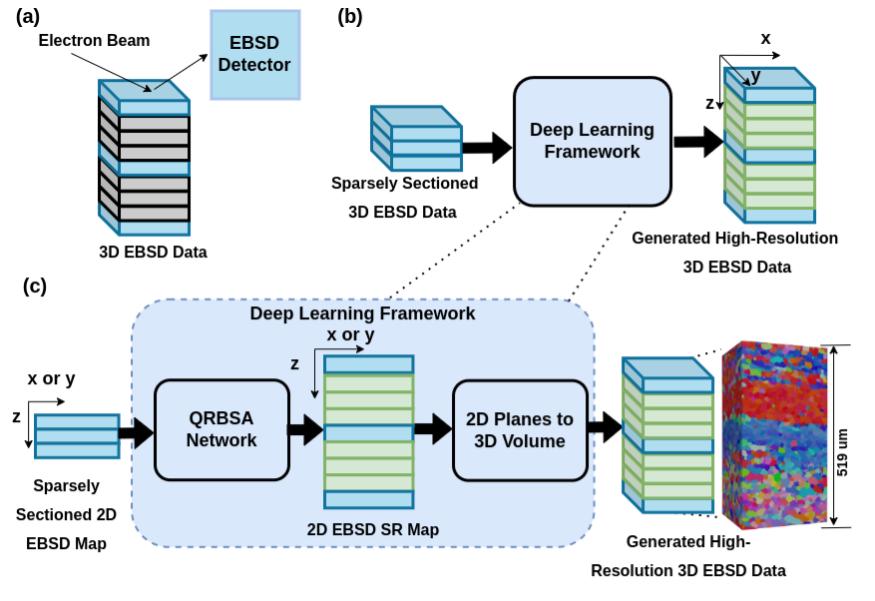 (a)
Electron Beam
EBSD
Detector
3D EBSD Data
(b)
Sparsely Sectioned
3D EBSD Data
Deep Learning
Framework
x
y
z
Generated High-Resolution
3D EBSD Data
(c)
x or y
z
Sparsely
Sectioned 2D
EBSD Map
Deep Learning Framework
QRBSA
Network
x or y
z
2D EBSD SR Map
2D Planes to
3D Volume
519 um
Generated High-
Resolution 3D EBSD Data